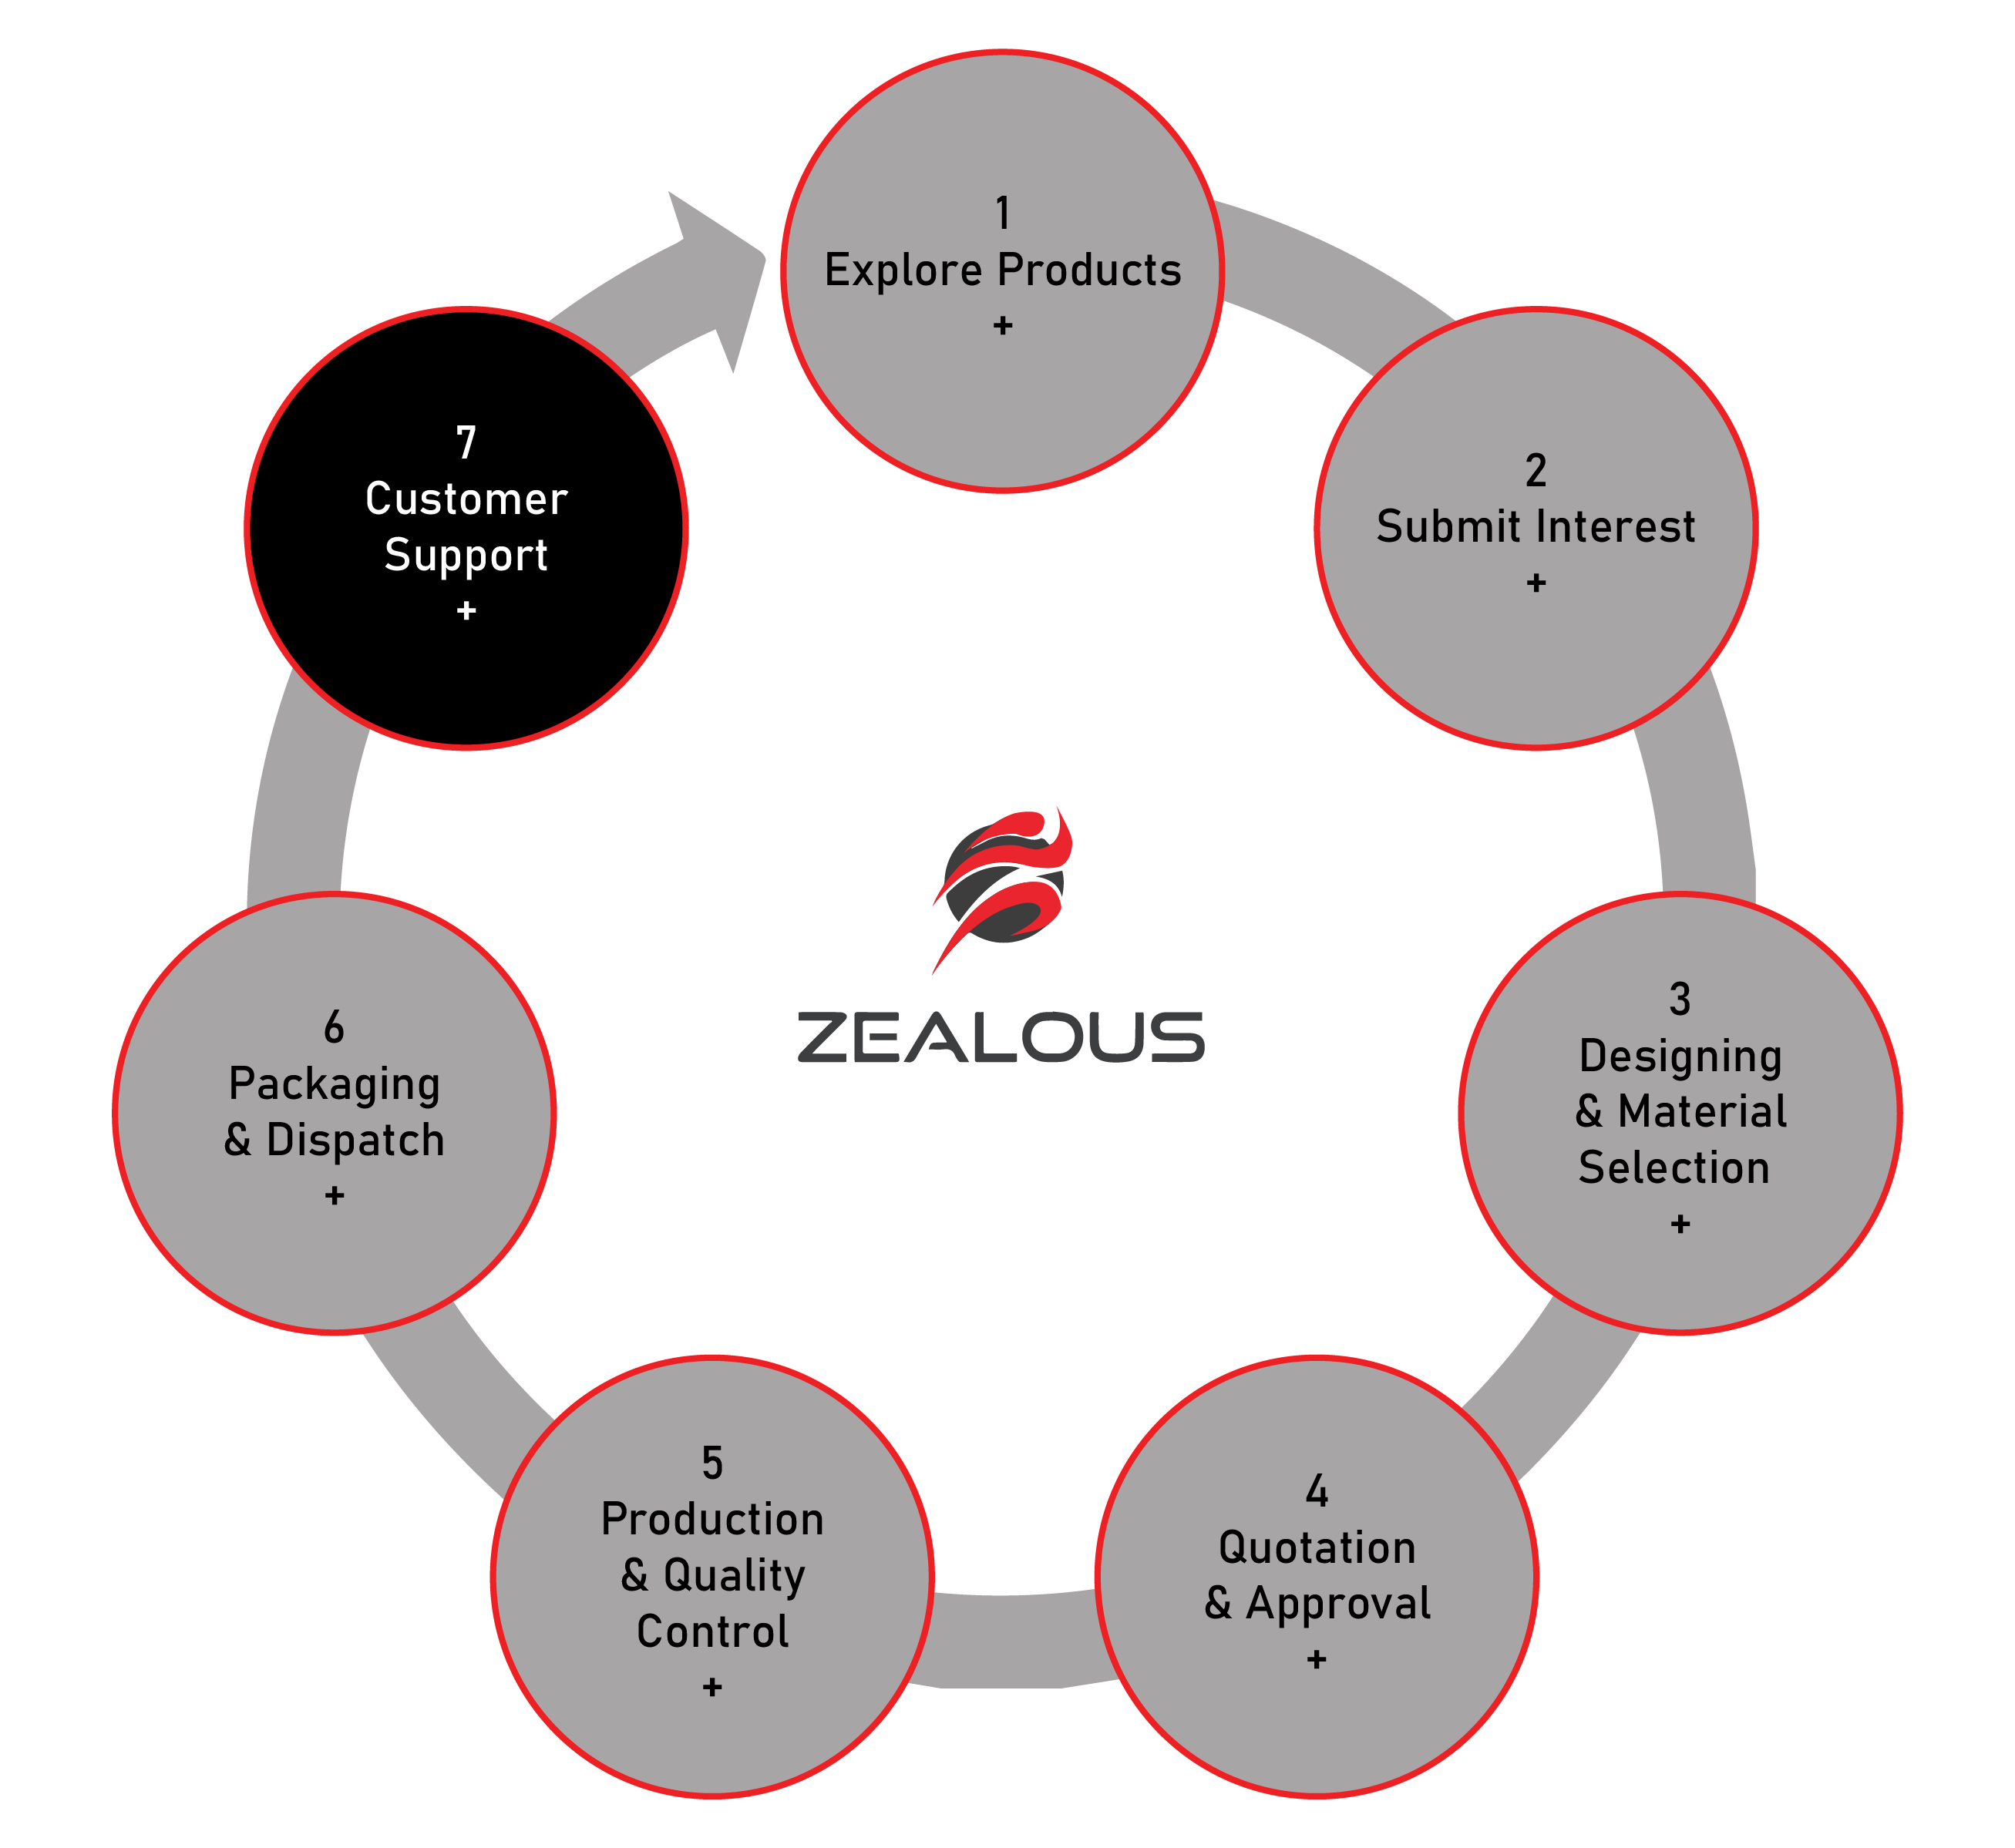 1
Explore Products
+
2
Submit Interest
+
3
Designing
& Material
Selection
+
4
Quotation
& Approval
+
5
Production
& Quality
Control
+
6
Packaging
& Dispatch
+
7
Customer
Support
+
ZEALOUS